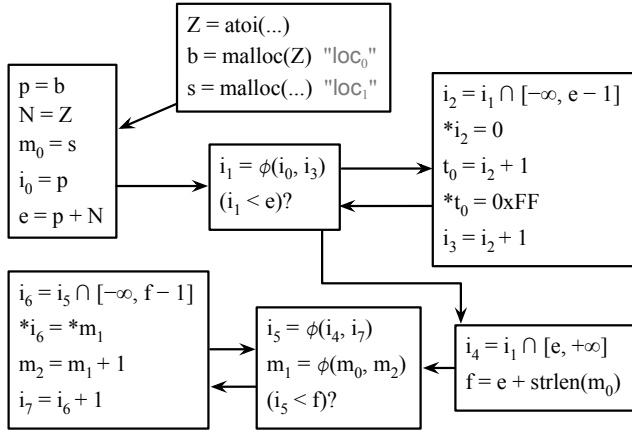 Z = atoi(...)
b = malloc(Z) "loc₀"
s = malloc(...) "loc₁"
p = b
N = Z
m₀ = s
i₀ = p
e = p + N
i₁ = ϕ(i₀, i₃)
(i₁ < e)?
i₂ = i₁ ∩ [−∞, e − 1]
*i₂ = 0
t₀ = i₂ + 1
*t₀ = 0xFF
i₃ = i₂ + 1
i₄ = i₁ ∩ [e, +∞]
f = e + strlen(m₀)
i₅ = ϕ(i₄, i₇)
m₁ = ϕ(m₀, m₂)
(i₅ < f)?
i₆ = i₅ ∩ [−∞, f − 1]
*i₆ = *m₁
m₂ = m₁ + 1
i₇ = i₆ + 1